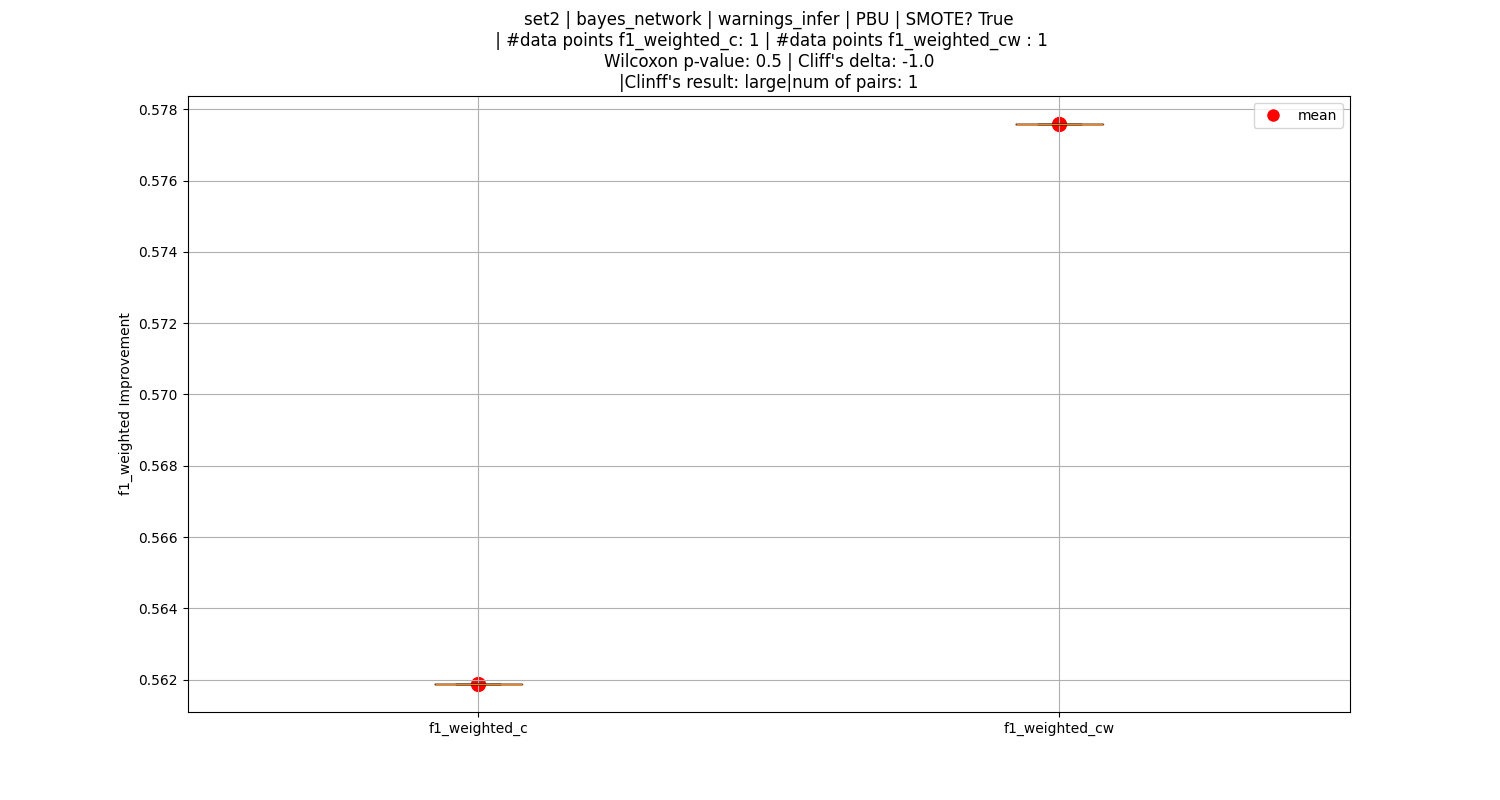 set2 | bayes_network | warnings_infer | PBU | SMOTE? True
| #data points f1_weighted_c: 1 | #data points f1_weighted_cw : 1
Wilcoxon p-value: 0.5 | Cliff's delta: -1.0
|Clinff's result: large|num of pairs: 1
mean
f1_weighted Improvement
0.578
0.576
0.574
0.572
0.570
0.568
0.566
0.564
0.562
f1_weighted_c
f1_weighted_cw